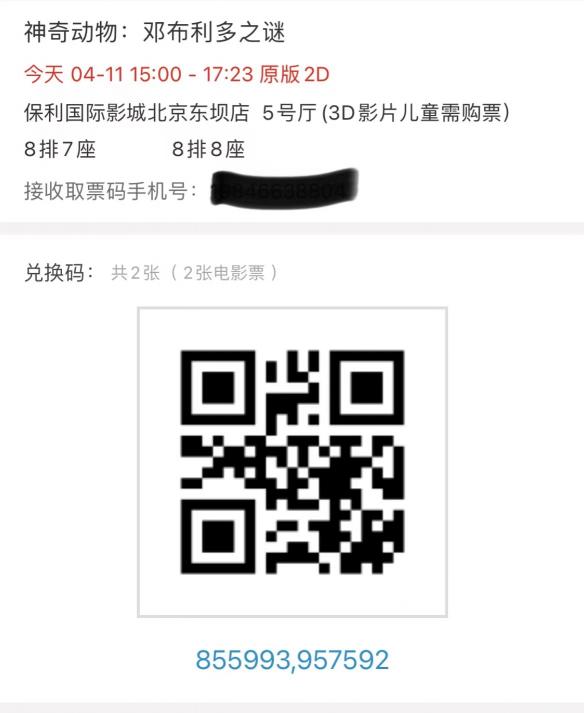 神奇动物：邓布利多之谜
今天 04-11 15:00 - 17:23 原版2D
保利国际影城北京东坝店 5号厅(3D影片儿童需购票)
8排7座 8排8座
接收取票码手机号：
兑换码： 共2张（2张电影票）
855993,957592